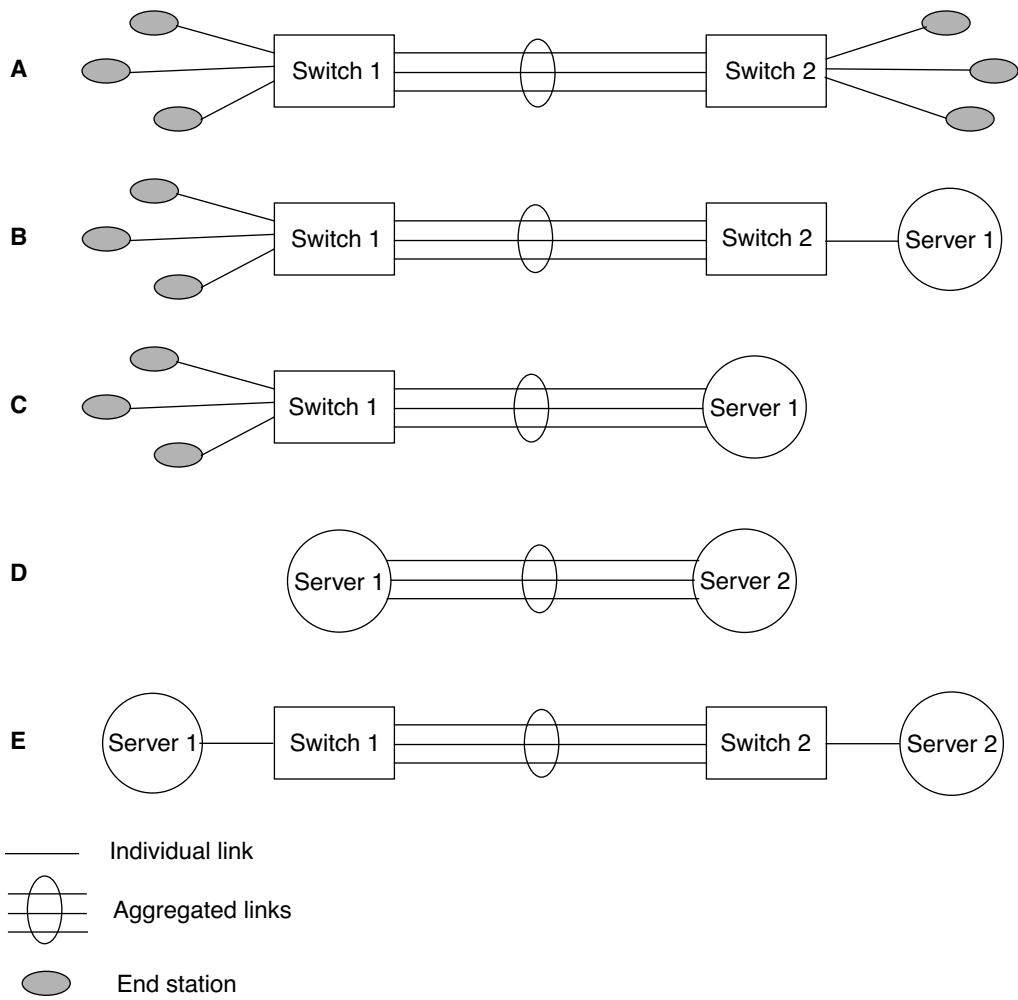 A
Switch 1
Switch 2
B
Switch 1
Switch 2
Server 1
C
Switch 1
Server 1
D
Server 1
Server 2
E
Server 1
Switch 1
Switch 2
Server 2
Individual link
Aggregated links
End station